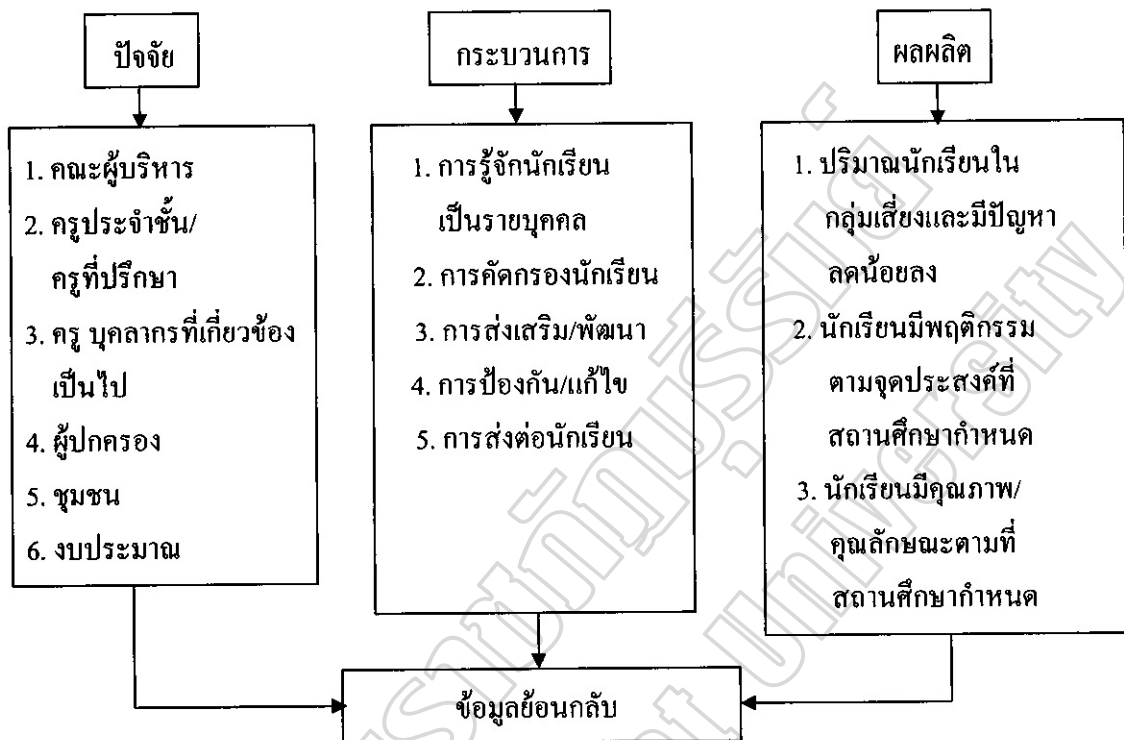 ปัจจัย
1. คณะผู้บริหาร
2. ครูประจำชั้น/
ครูที่ปรึกษา
3. ครู บุคลากรที่เกี่ยวข้อง
เป็นไป
4. ผู้ปกครอง
5. ชุมชน
6. งบประมาณ
กระบวนการ
1. การรู้จักนักเรียน
เป็นรายบุคคล
2. การคัดกรองนักเรียน
3. การส่งเสริม/พัฒนา
4. การป้องกัน/แก้ไข
5. การส่งต่อนักเรียน
ผลผลิต
1. ปริมาณนักเรียนใน
กลุ่มเสี่ยงและมีปัญหา
ลดน้อยลง
2. นักเรียนมีพฤติกรรม
ตามจุดประสงค์ที่
สถานศึกษากำหนด
3. นักเรียนมีคุณภาพ/
คุณลักษณะตามที่
สถานศึกษากำหนด
ข้อมูลย้อนกลับ
University